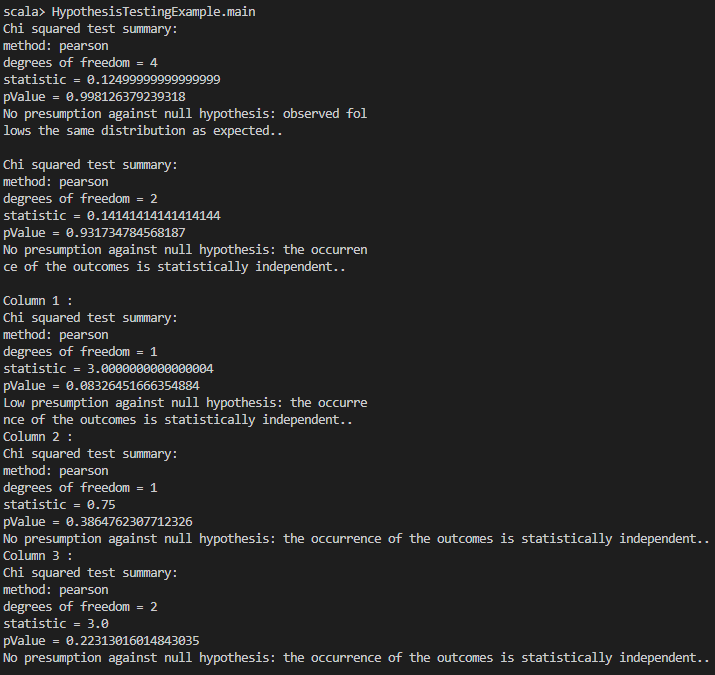 scala> HypothesisTestingExample.main
Chi squared test summary:
method: pearson
degrees of freedom = 4
statistic = 0.12499999999999999
pValue = 0.998126379239318
No presumption against null hypothesis: observed fol
lows the same distribution as expected..
Chi squared test summary:
method: pearson
degrees of freedom = 2
statistic = 0.14141414141414144
pValue = 0.931734784568187
No presumption against null hypothesis: the occurren
ce of the outcomes is statistically independent..
Column 1 :
Chi squared test summary:
method: pearson
degrees of freedom = 1
statistic = 3.0000000000000004
pValue = 0.08326451666354884
Low presumption against null hypothesis: the occurre
nce of the outcomes is statistically independent..
Column 2 :
Chi squared test summary:
method: pearson
degrees of freedom = 1
statistic = 0.75
pValue = 0.3864762307712326
No presumption against null hypothesis: the occurrence of the outcomes is statistically independent..
Column 3 :
Chi squared test summary:
method: pearson
degrees of freedom = 2
statistic = 3.0
pValue = 0.22313016014843035
No presumption against null hypothesis: the occurrence of the outcomes is statistically independent..